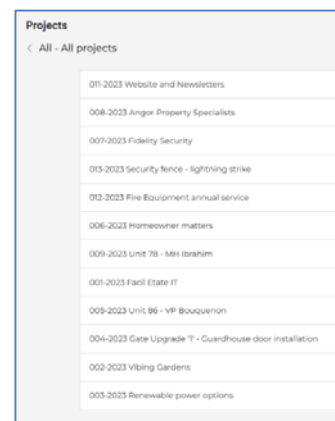 Projects
< All - All projects
011-2023 Website and Newsletters
008-2023 Angor Property Specialists
007-2023 Fidelity Security
013-2023 Security fence - lightning strike
012-2023 Fire Equipment annual service
006-2023 Homeowner matters
009-2023 Unit 78 - MH Ibrahim
001-2023 Facil Etate IT
005-2023 Unit 86 - VP Bouquenon
004-2023 Gate Upgrade '1' - Guardhouse door installation
002-2023 Vibing Gardens
003-2023 Renewable power options